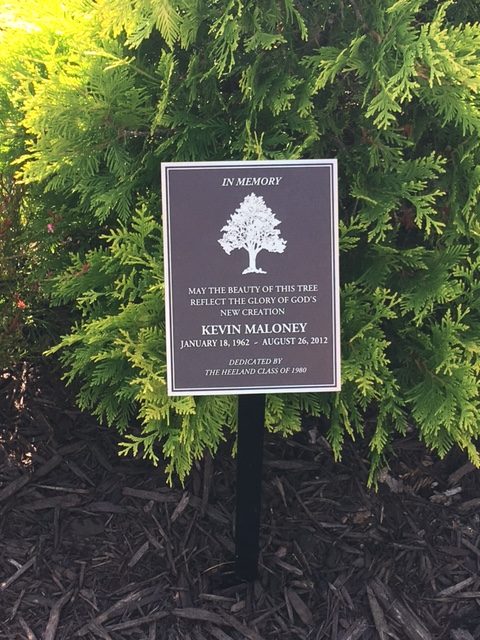 IN MEMORY
MAY THE BEAUTY OF THIS TREE
REFLECT THE GLORY OF GOD'S
NEW CREATION
KEVIN MALONEY
JANUARY 18, 1962 ~ AUGUST 26, 2012
DEDICATED BY
THE HEELAND CLASS OF 1980